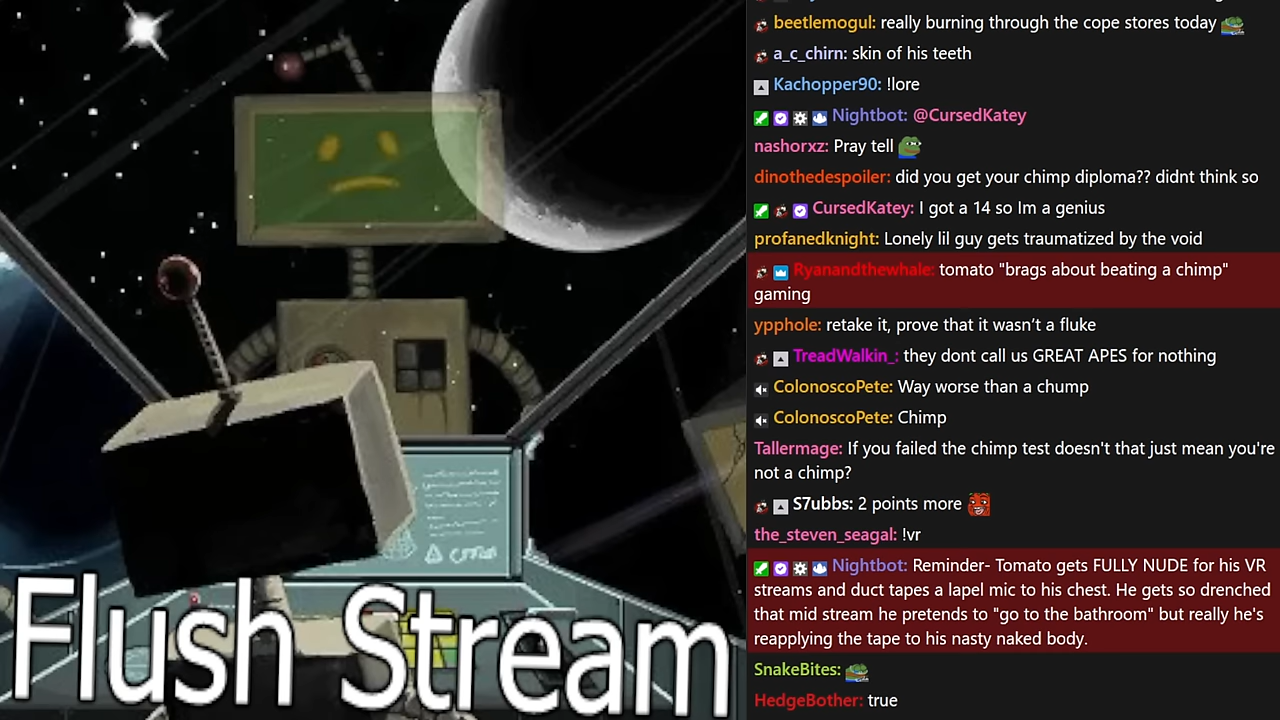 beetlemogul: really burning through the cope stores today
a_c_chirn: skin of his teeth
Kachopper90: !lore
Nightbot: @CursedKatey
nashorxz: Pray tell
dinothedespoiler: did you get your chimp diploma?? didnt think so
CursedKatey: I got a 14 so Im a genius
profanedknight: Lonely lil guy gets traumatized by the void
Ryanandthewhale: tomato "brags about beating a chimp"
gaming
ypphole: retake it, prove that it wasn’t a fluke
TreadWalkin_: they dont call us GREAT APES for nothing
ColonoscoPete: Way worse than a chump
ColonoscoPete: Chimp
Tallermage: If you failed the chimp test doesn't that just mean you're
not a chimp?
S7ubbs: 2 points more
the_steven_seagal: !vr
Nightbot: Reminder- Tomato gets FULLY NUDE for his VR
streams and duct tapes a lapel mic to his chest. He gets so drenched
that mid stream he pretends to "go to the bathroom" but really he's
reapplying the tape to his nasty naked body.
SnakeBites:
HedgeBother: true
Flush Stream